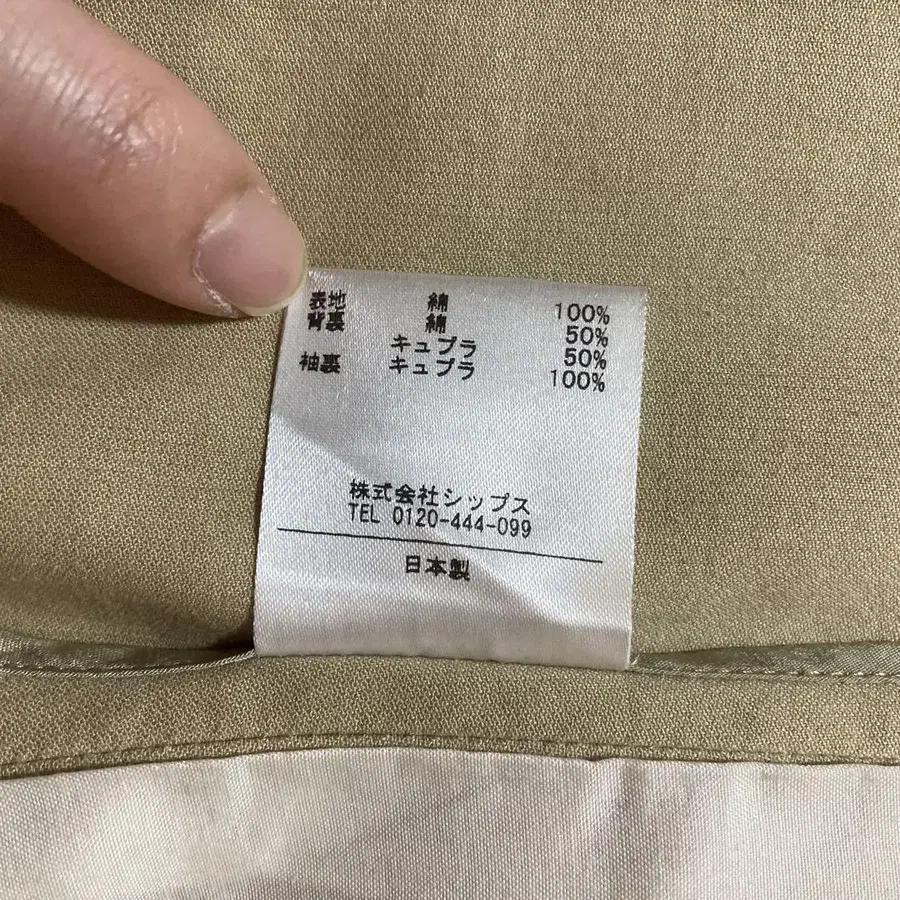 表地 綿 100%
背裏 綿 50%
キュプラ 50%
袖裏 キュプラ 100%
株式会社シップス
TEL 0120-444-099
日本製